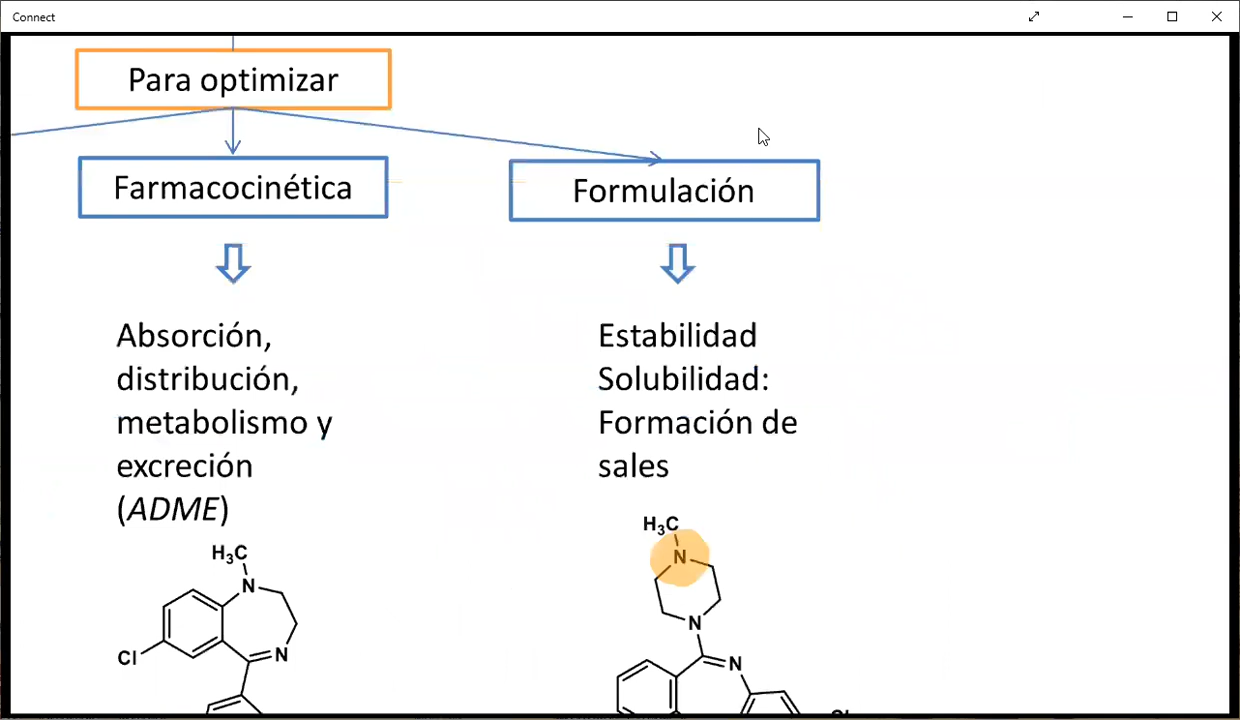 Connect
Para optimizar
Farmacocinética
Formulación
Absorción,
distribución,
metabolismo y
excreción
(ADME)
Estabilidad
Solubilidad:
Formación de
sales
H3C
N
N
Cl
H3C
N
N
N